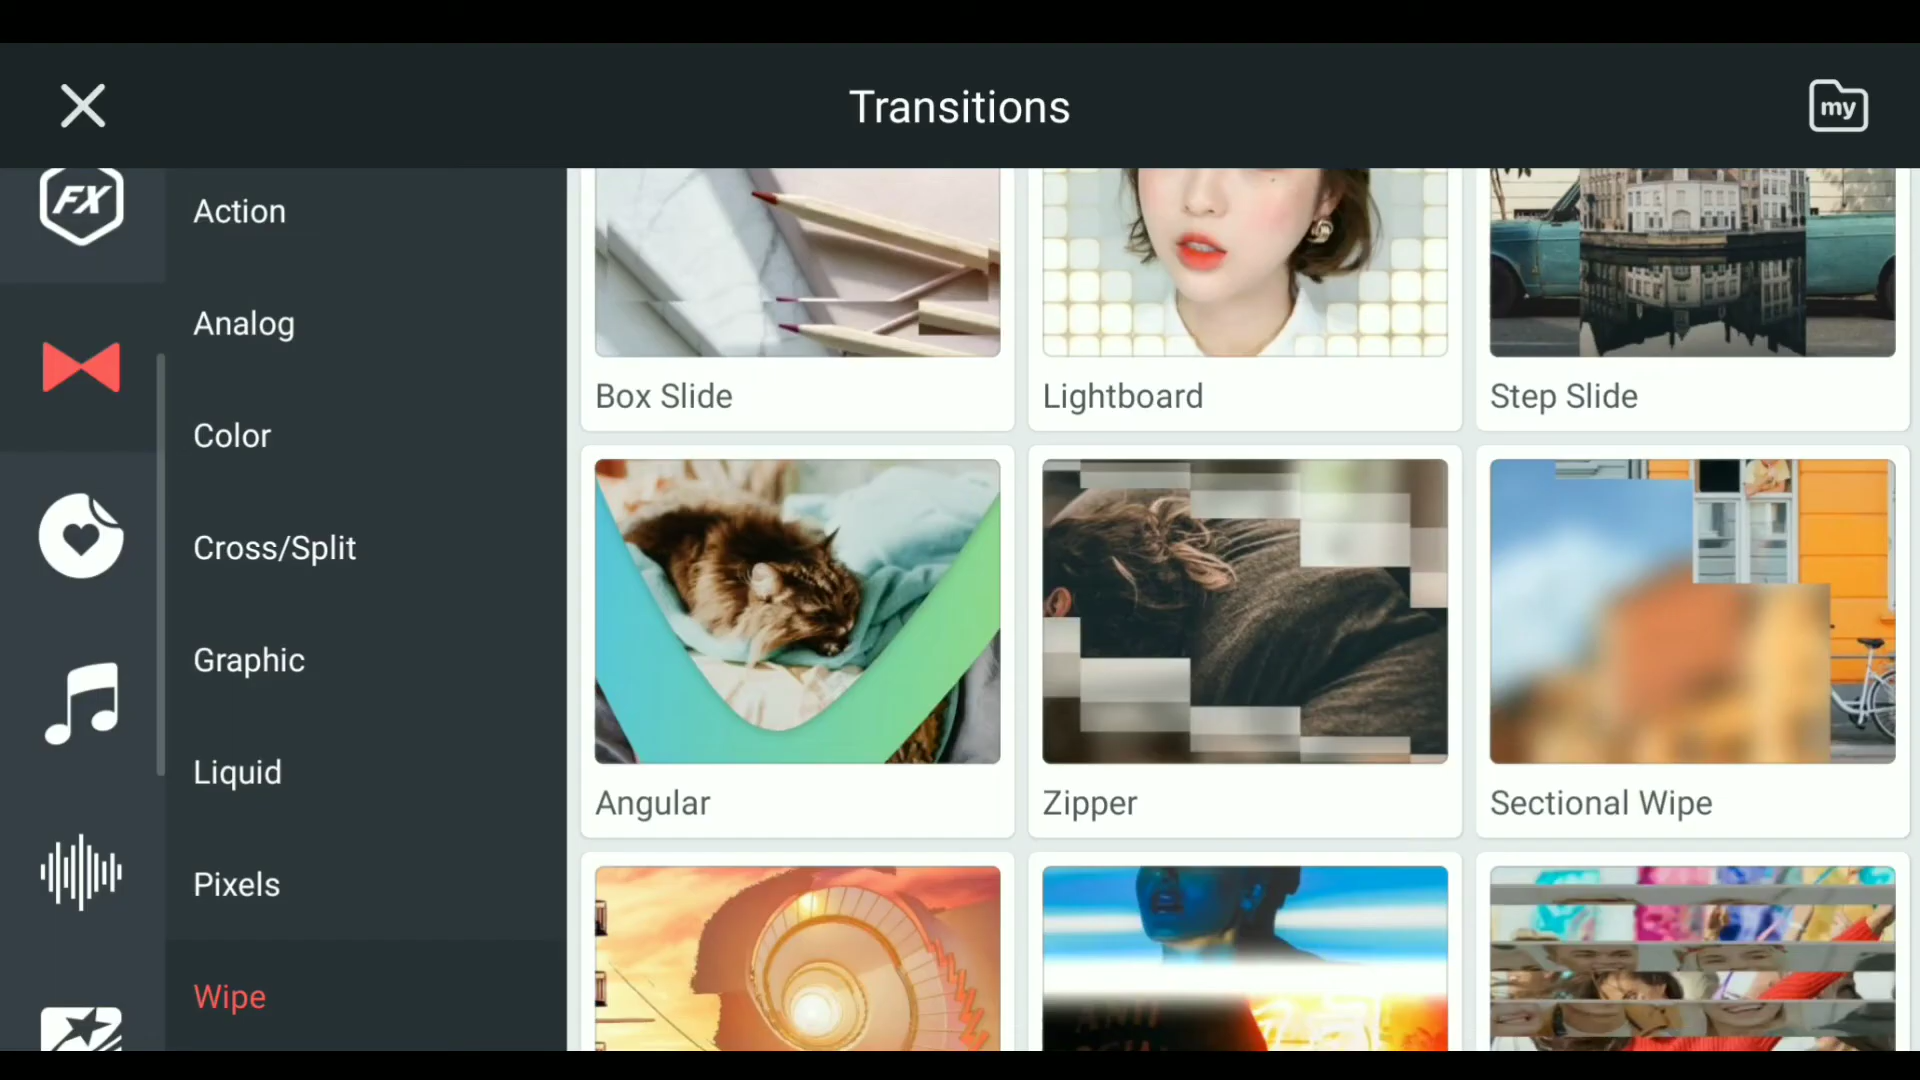 Transitions
my
FX
Action
Analog
Color
Cross/Split
Graphic
Liquid
Pixels
Wipe
Box Slide
Lightboard
Step Slide
Angular
Zipper
Sectional Wipe